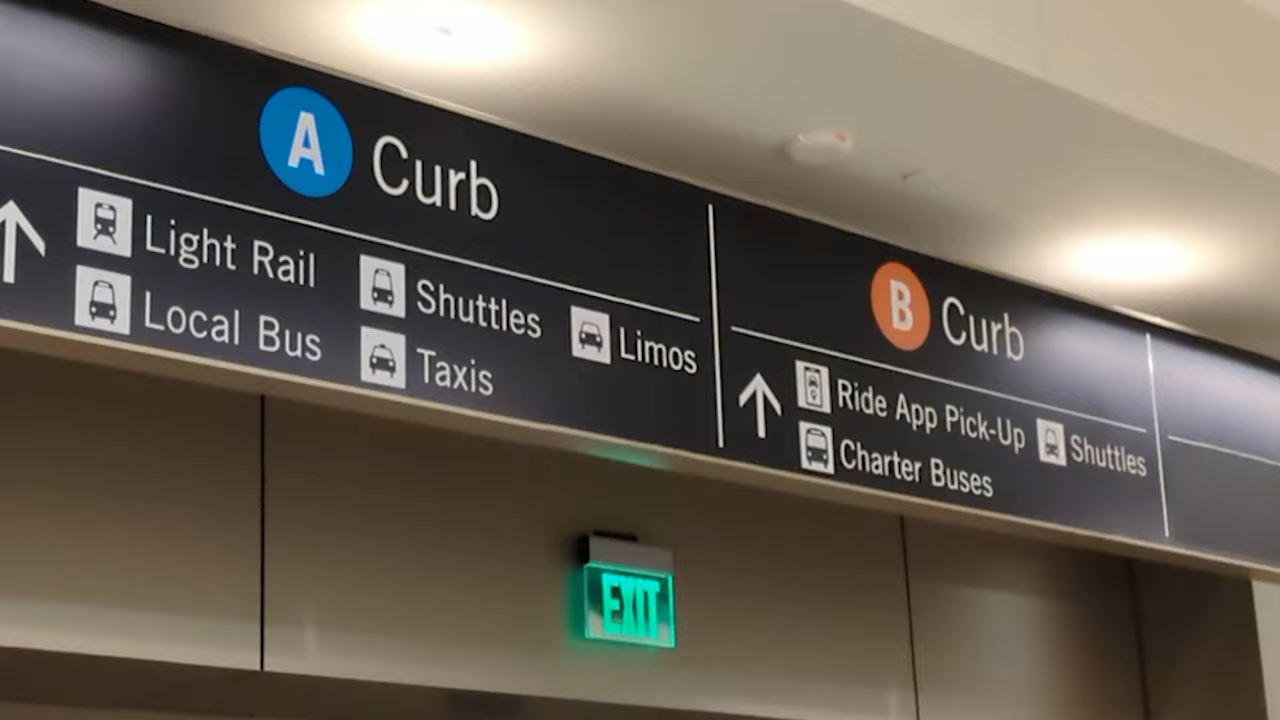 A Curb
Light Rail
Local Bus
Shuttles
Taxis
Limos
B Curb
Ride App Pick-Up
Charter Buses
Shuttles
EXIT